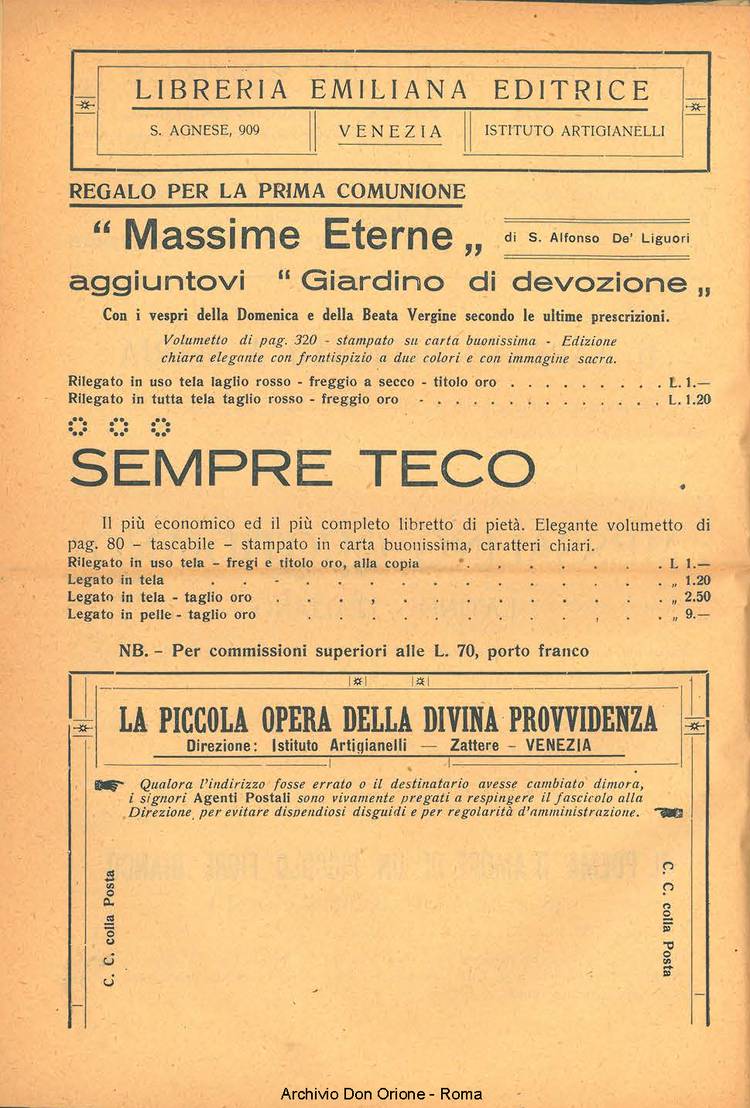 LIBRERIA EMILIANA EDITRICE
S. AGNESE, 909 VENEZIA ISTITUTO ARTIGIANELLI
REGALO PER LA PRIMA COMUNIONE
“ Massime Eterne „ di S. Alfonso De' Liguori
aggiuntovi “ Giardino di devozione „
Con i vespri della Domenica e della Beata Vergine secondo le ultime prescrizioni.
Volumetto di pag. 320 - stampato su carta buonissima - Edizione
chiara elegante con frontispizio a due colori e con immagine sacra.
Rilegato in uso tela laglio rosso - freggio a secco - titolo oro . . . . . . . . . L. 1.—
Rilegato in tutta tela taglio rosso - freggio oro - . . . . . . . . . . . . . L. 1.20
SEMPRE TECO
Il più economico ed il più completo libretto di pietà. Elegante volumetto di
pag. 80 – tascabile – stampato in carta buonissima, caratteri chiari.
Rilegato in uso tela – fregi e titolo oro, alla copia . . . . . . . L 1.—
Legato in tela . . . . . . . . . . . . . „ 1.20
Legato in tela - taglio oro . . . . . . . . . . . „ 2.50
Legato in pelle - taglio oro . . . . . . . . . . . „ 9.—
NB. – Per commissioni superiori alle L. 70, porto franco
LA PICCOLA OPERA DELLA DIVINA PROVVIDENZA
Direzione: Istituto Artigianelli — Zattere – VENEZIA
Qualora l'indirizzo fosse errato o il destinatario avesse cambiato dimora,
i signori Agenti Postali sono vivamente pregati a respingere il fascicolo alla
Direzione per evitare dispendiosi disguidi e per regolarità d'amministrazione.
C. C. colla Posta
C. C. colla Posta
Archivio Don Orione - Roma